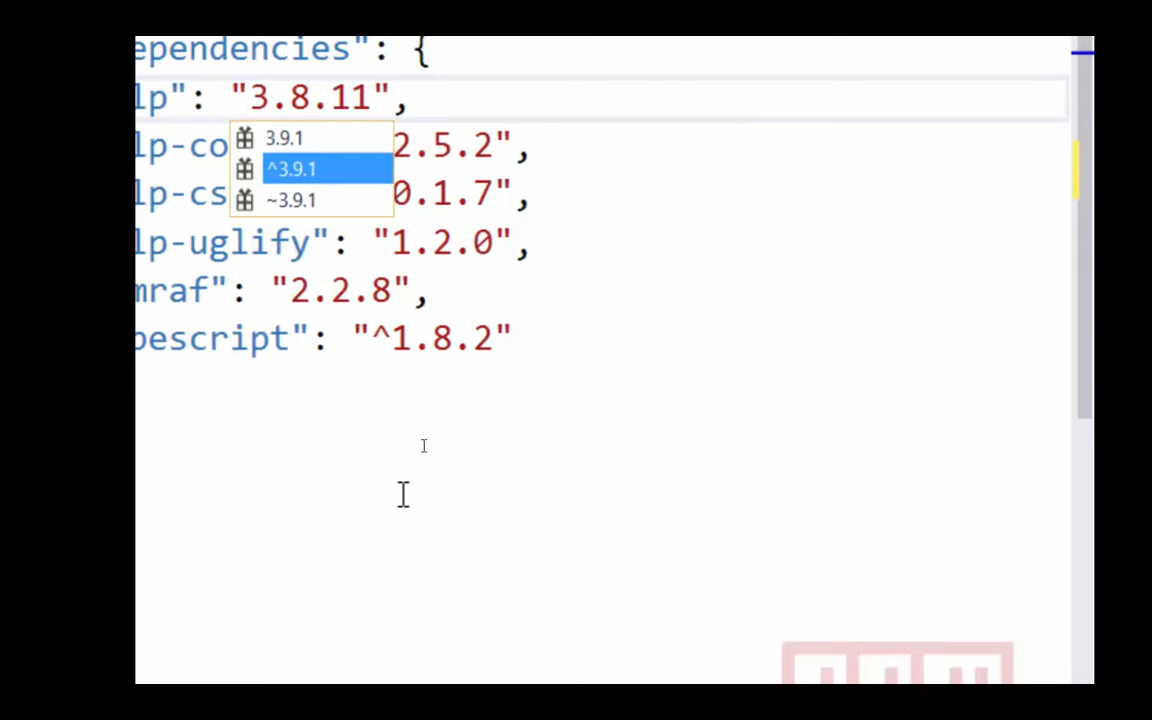 ependencies": {
lp": "3.8.11",
3.9.1
lp-co 2.5.2",
^3.9.1
lp-cs 0.1.7",
~3.9.1
lp-uglify": "1.2.0",
mraf": "2.2.8",
pescript": "^1.8.2"